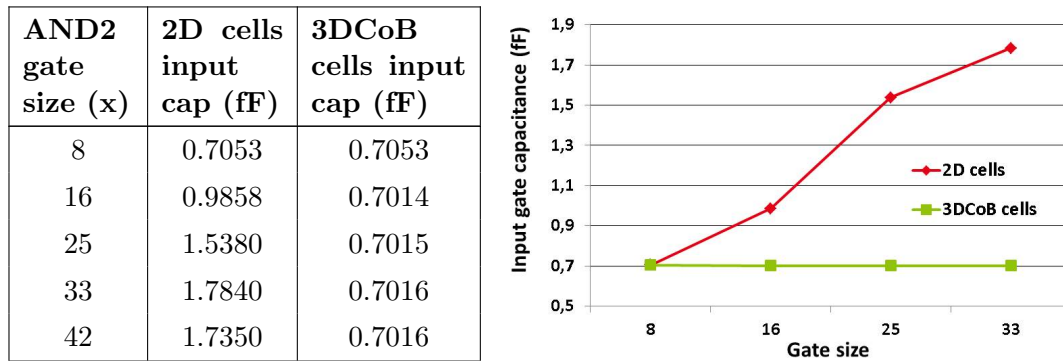 AND2 gate size (x) | 2D cells input cap (fF) | 3DCoB cells input cap (fF)
8 | 0.7053 | 0.7053
16 | 0.9858 | 0.7014
25 | 1.5380 | 0.7015
33 | 1.7840 | 0.7016
42 | 1.7350 | 0.7016
Input gate capacitance (fF)
1,9
1,7
1,5
1,3
1,1
0,9
0,7
0,5
2D cells
3DCoB cells
8 16 25 33
Gate size